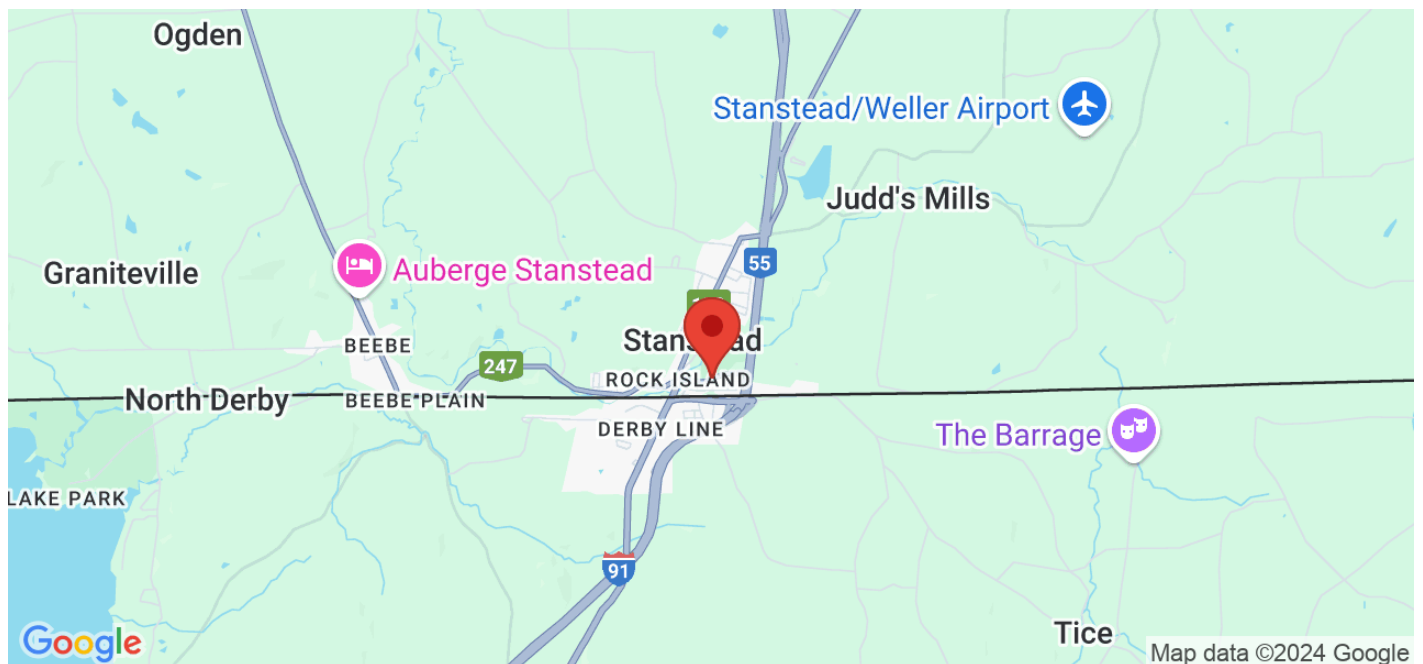 Ogden
Stanstead/Weller Airport
Judd's Mills
Graniteville
Auberge Stanstead
55
BEEBE
247
ROCK ISLAND
North Derby
BEEBE PLAIN
DERBY LINE
The Barrage
LAKE PARK
91
Tice
Google
Map data ©2024 Google